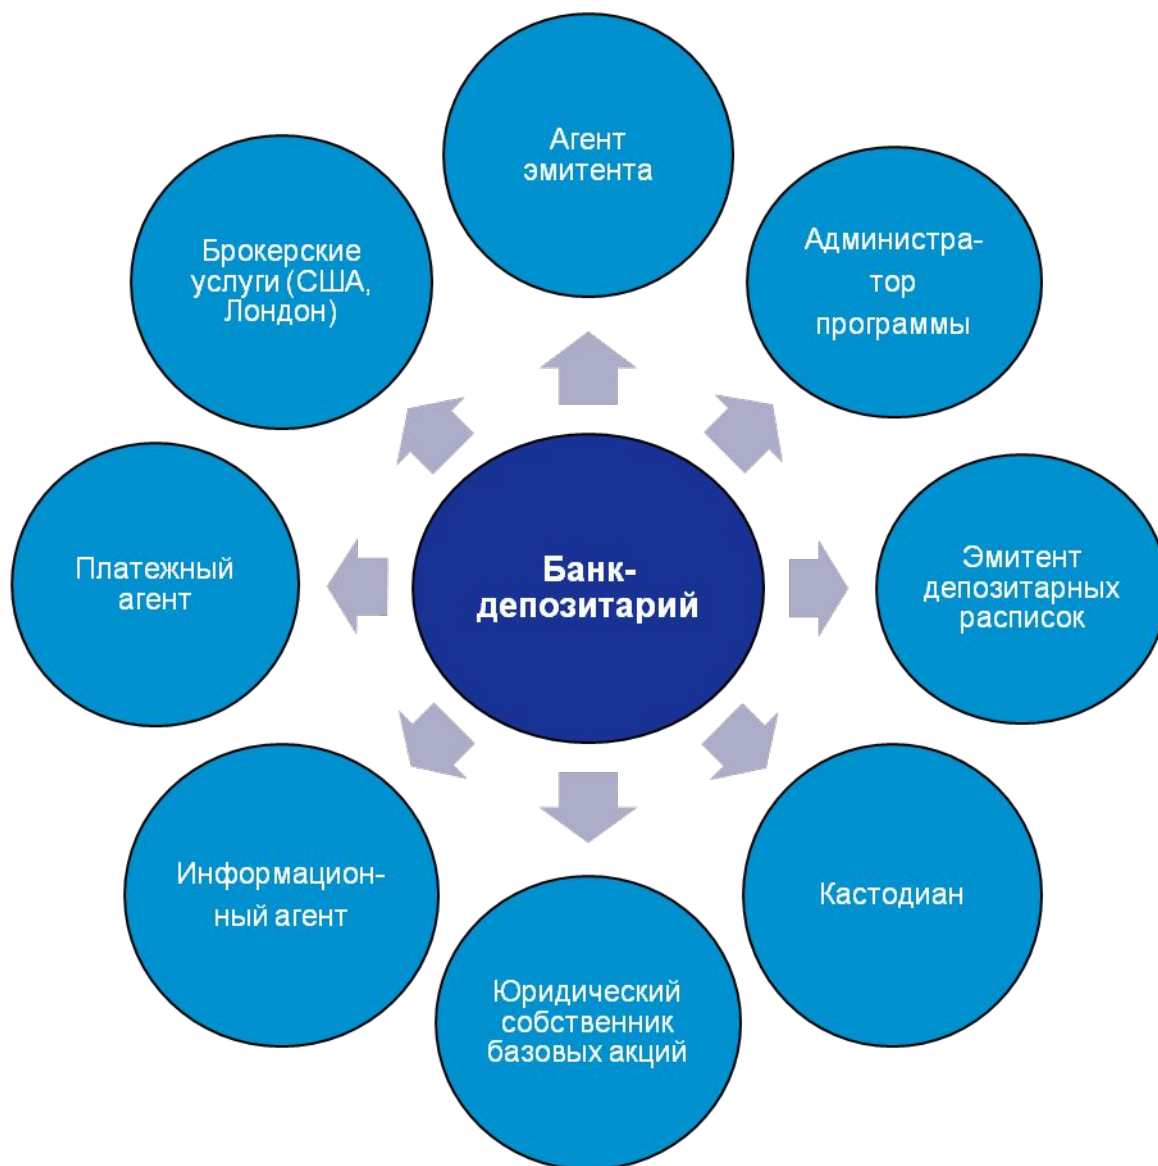 Агент
эмитента
Администра-
тор
программы
Брокерские
услуги (США,
Лондон)
Банк-
депозитарий
Платежный
агент
Эмитент
депозитарных
расписок
Информацион-
ный агент
Кастодиан
Юридический
собственник
базовых акций